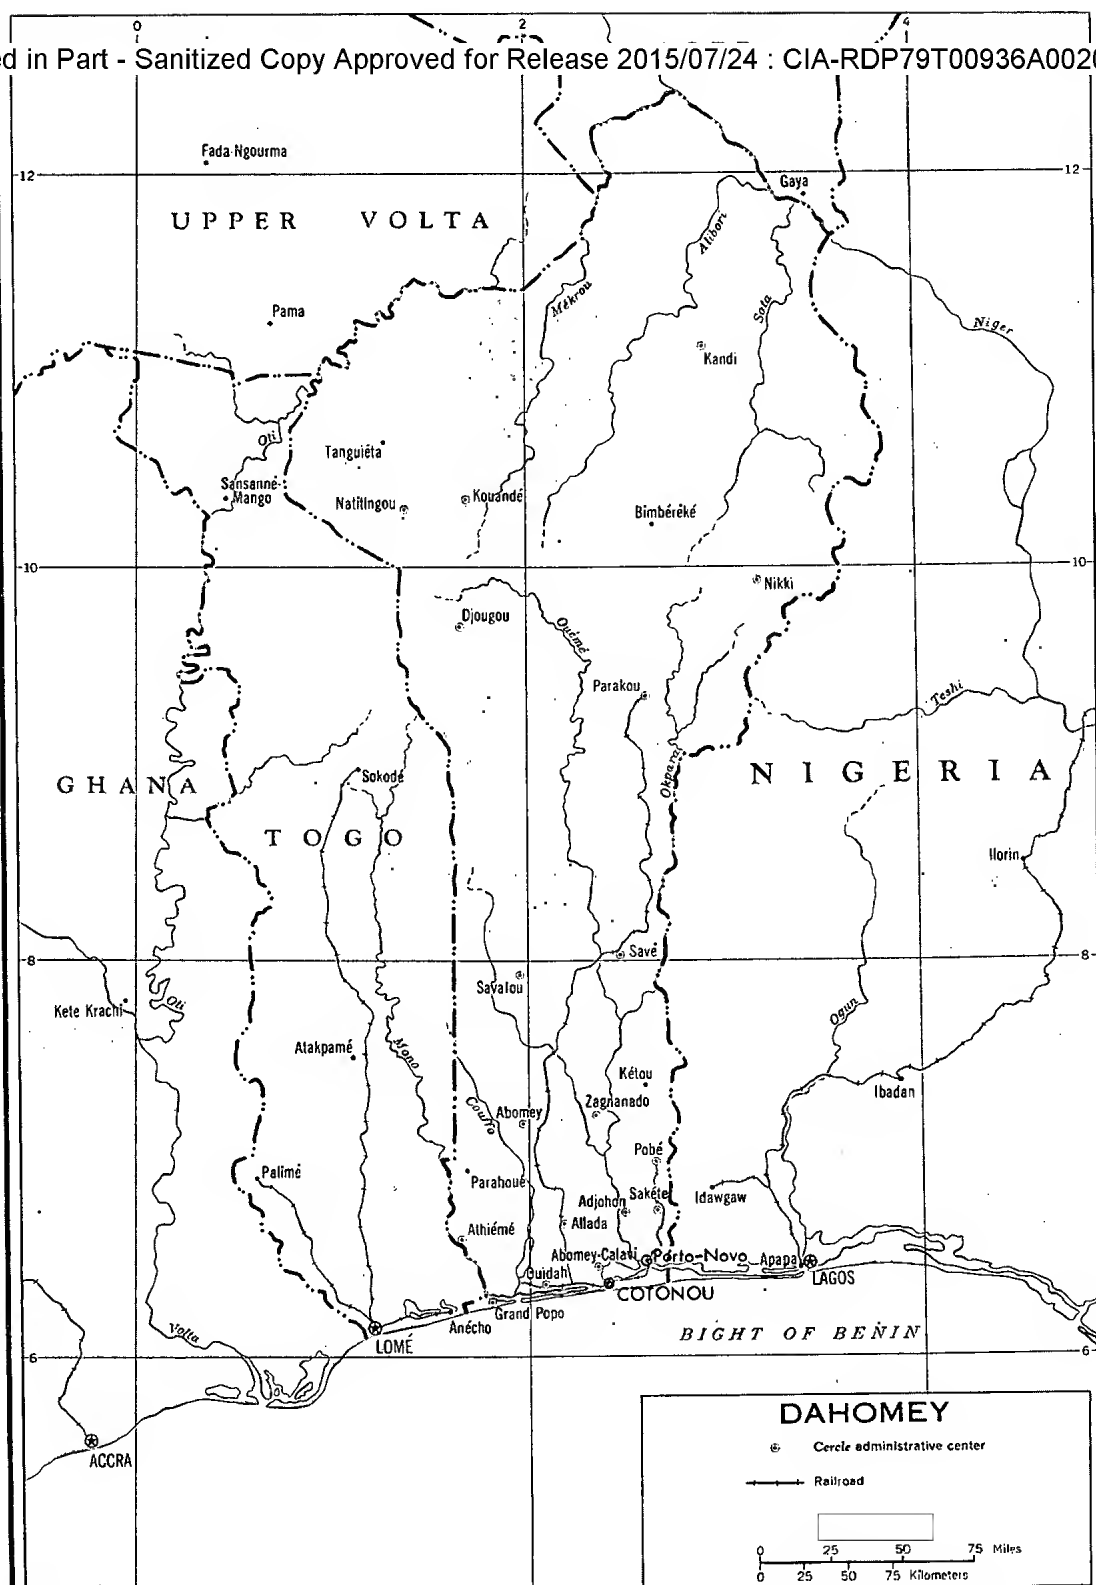 0 2 4
ed in Part - Sanitized Copy Approved for Release 2015/07/24 : CIA-RDP79T00936A0020
Fada-Ngourma
12 12
Gaya
UPPER VOLTA
Alibori
Mékrou
Sota
Pama
Niger
Kandi
Oti
Tanguiéta
Sansanné-
Mango
Natitingou
Kouandé
Bimbéréké
10 10
Nikki
Djougou
Ouémé
Parakou
Teshi
Okpara
Sokodé
GHANA
NIGERIA
TOGO
Ilorin
Savé
8 8
Savalou
Oti
Kete Krachi
Ogun
Mono
Atakpamé
Kétou
Ibadan
Couffo
Abomey
Zagnanado
Pobé
Palimé
Parahoué
Idawgaw
Adjohon
Sakéte
Allada
Athiémé
Abomey-Calavi
Porto-Novo
Apapa
Ouidah
LAGOS
COTONOU
Grand Popo
Anécho
Volta
LOMÉ
BIGHT OF BENIN
6 6
DAHOMEY
Cercle administrative center
ACCRA
Railroad
0 25 50 75 Miles
0 25 50 75 Kilometers